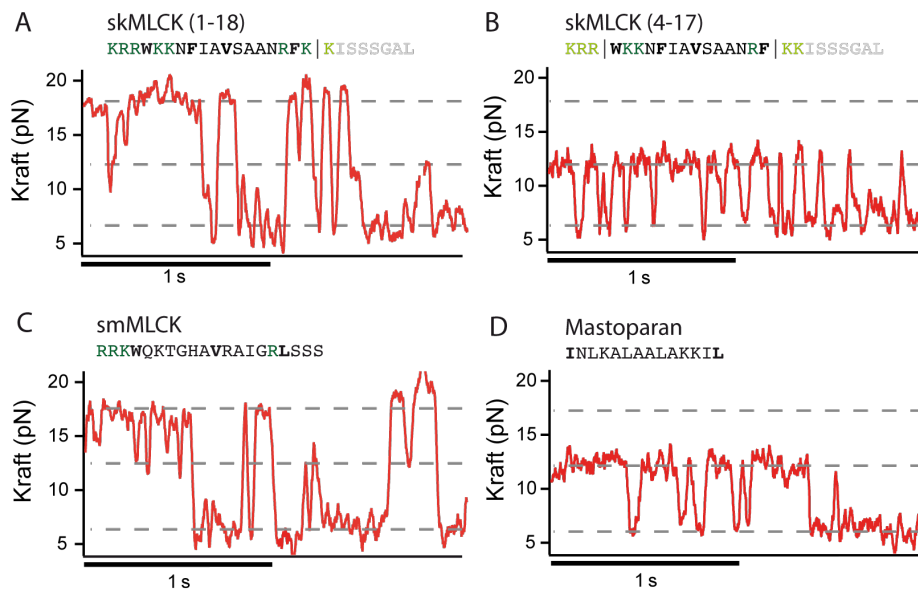 A
skMLCK (1-18)
KRRWKKNFIAVSAANRFK|KISSSGAL
Kraft (pN)
20
15
10
5
1 s
B
skMLCK (4-17)
KRR|WKKNFIAVSAANRF|KKISSSGAL
Kraft (pN)
20
15
10
5
1 s
C
smMLCK
RRKWQKTGHAVRAIGRLSSS
Kraft (pN)
20
15
10
5
1 s
D
Mastoparan
INLKALAALAKKIL
Kraft (pN)
20
15
10
5
1 s